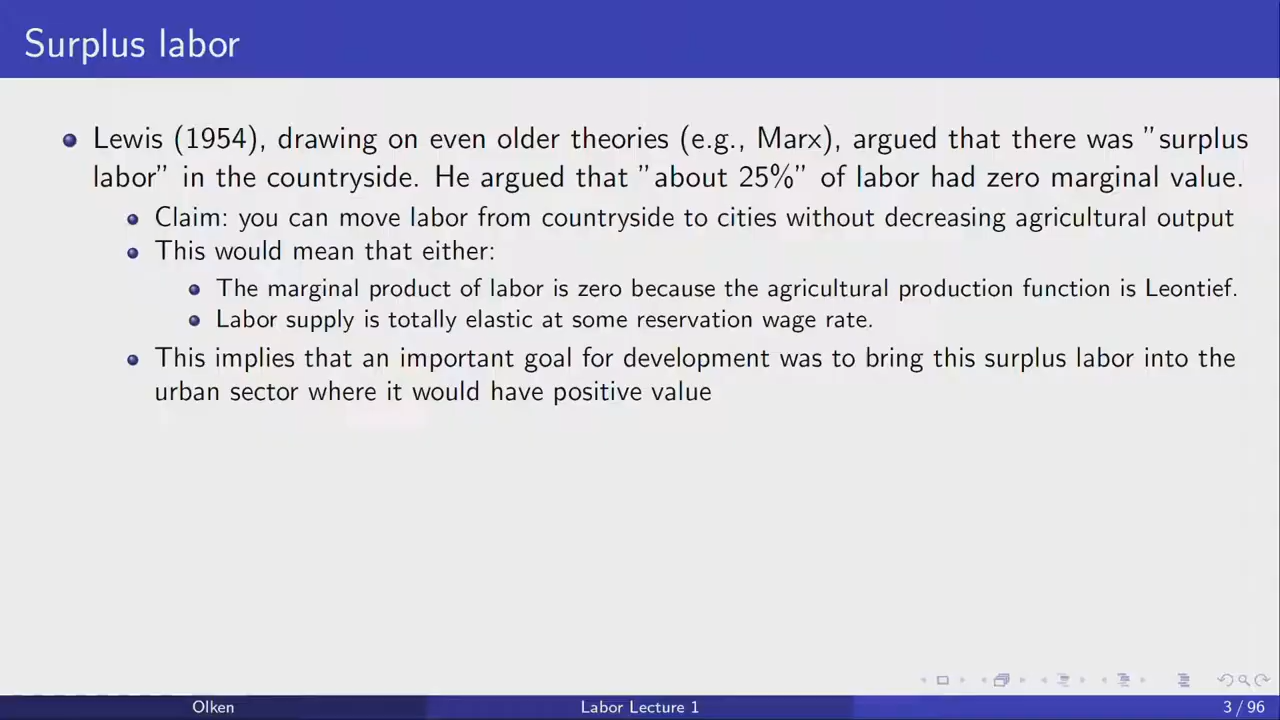 Surplus labor
Lewis (1954), drawing on even older theories (e.g., Marx), argued that there was ”surplus
labor” in the countryside. He argued that ”about 25%” of labor had zero marginal value.
Claim: you can move labor from countryside to cities without decreasing agricultural output
This would mean that either:
The marginal product of labor is zero because the agricultural production function is Leontief.
Labor supply is totally elastic at some reservation wage rate.
This implies that an important goal for development was to bring this surplus labor into the
urban sector where it would have positive value
Olken
Labor Lecture 1
3 / 96